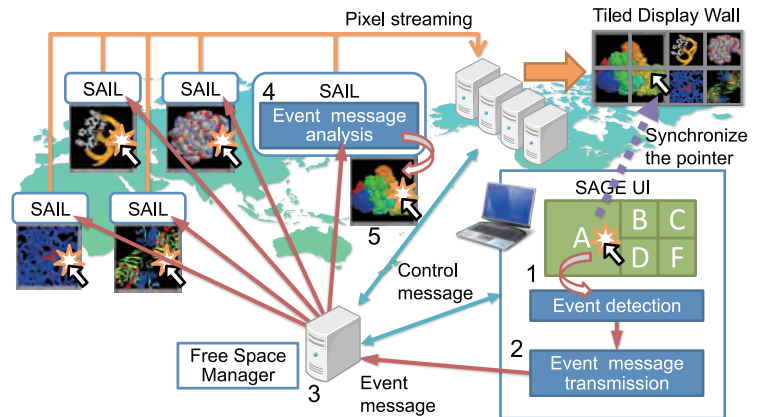 Pixel streaming
Tiled Display Wall
SAIL
SAIL
4
SAIL
Event message
analysis
Synchronize
the pointer
SAGE UI
SAIL
SAIL
5
A
B
C
D
F
1
Control
message
Event detection
2
Free Space
Manager
3
Event
message
Event message
transmission